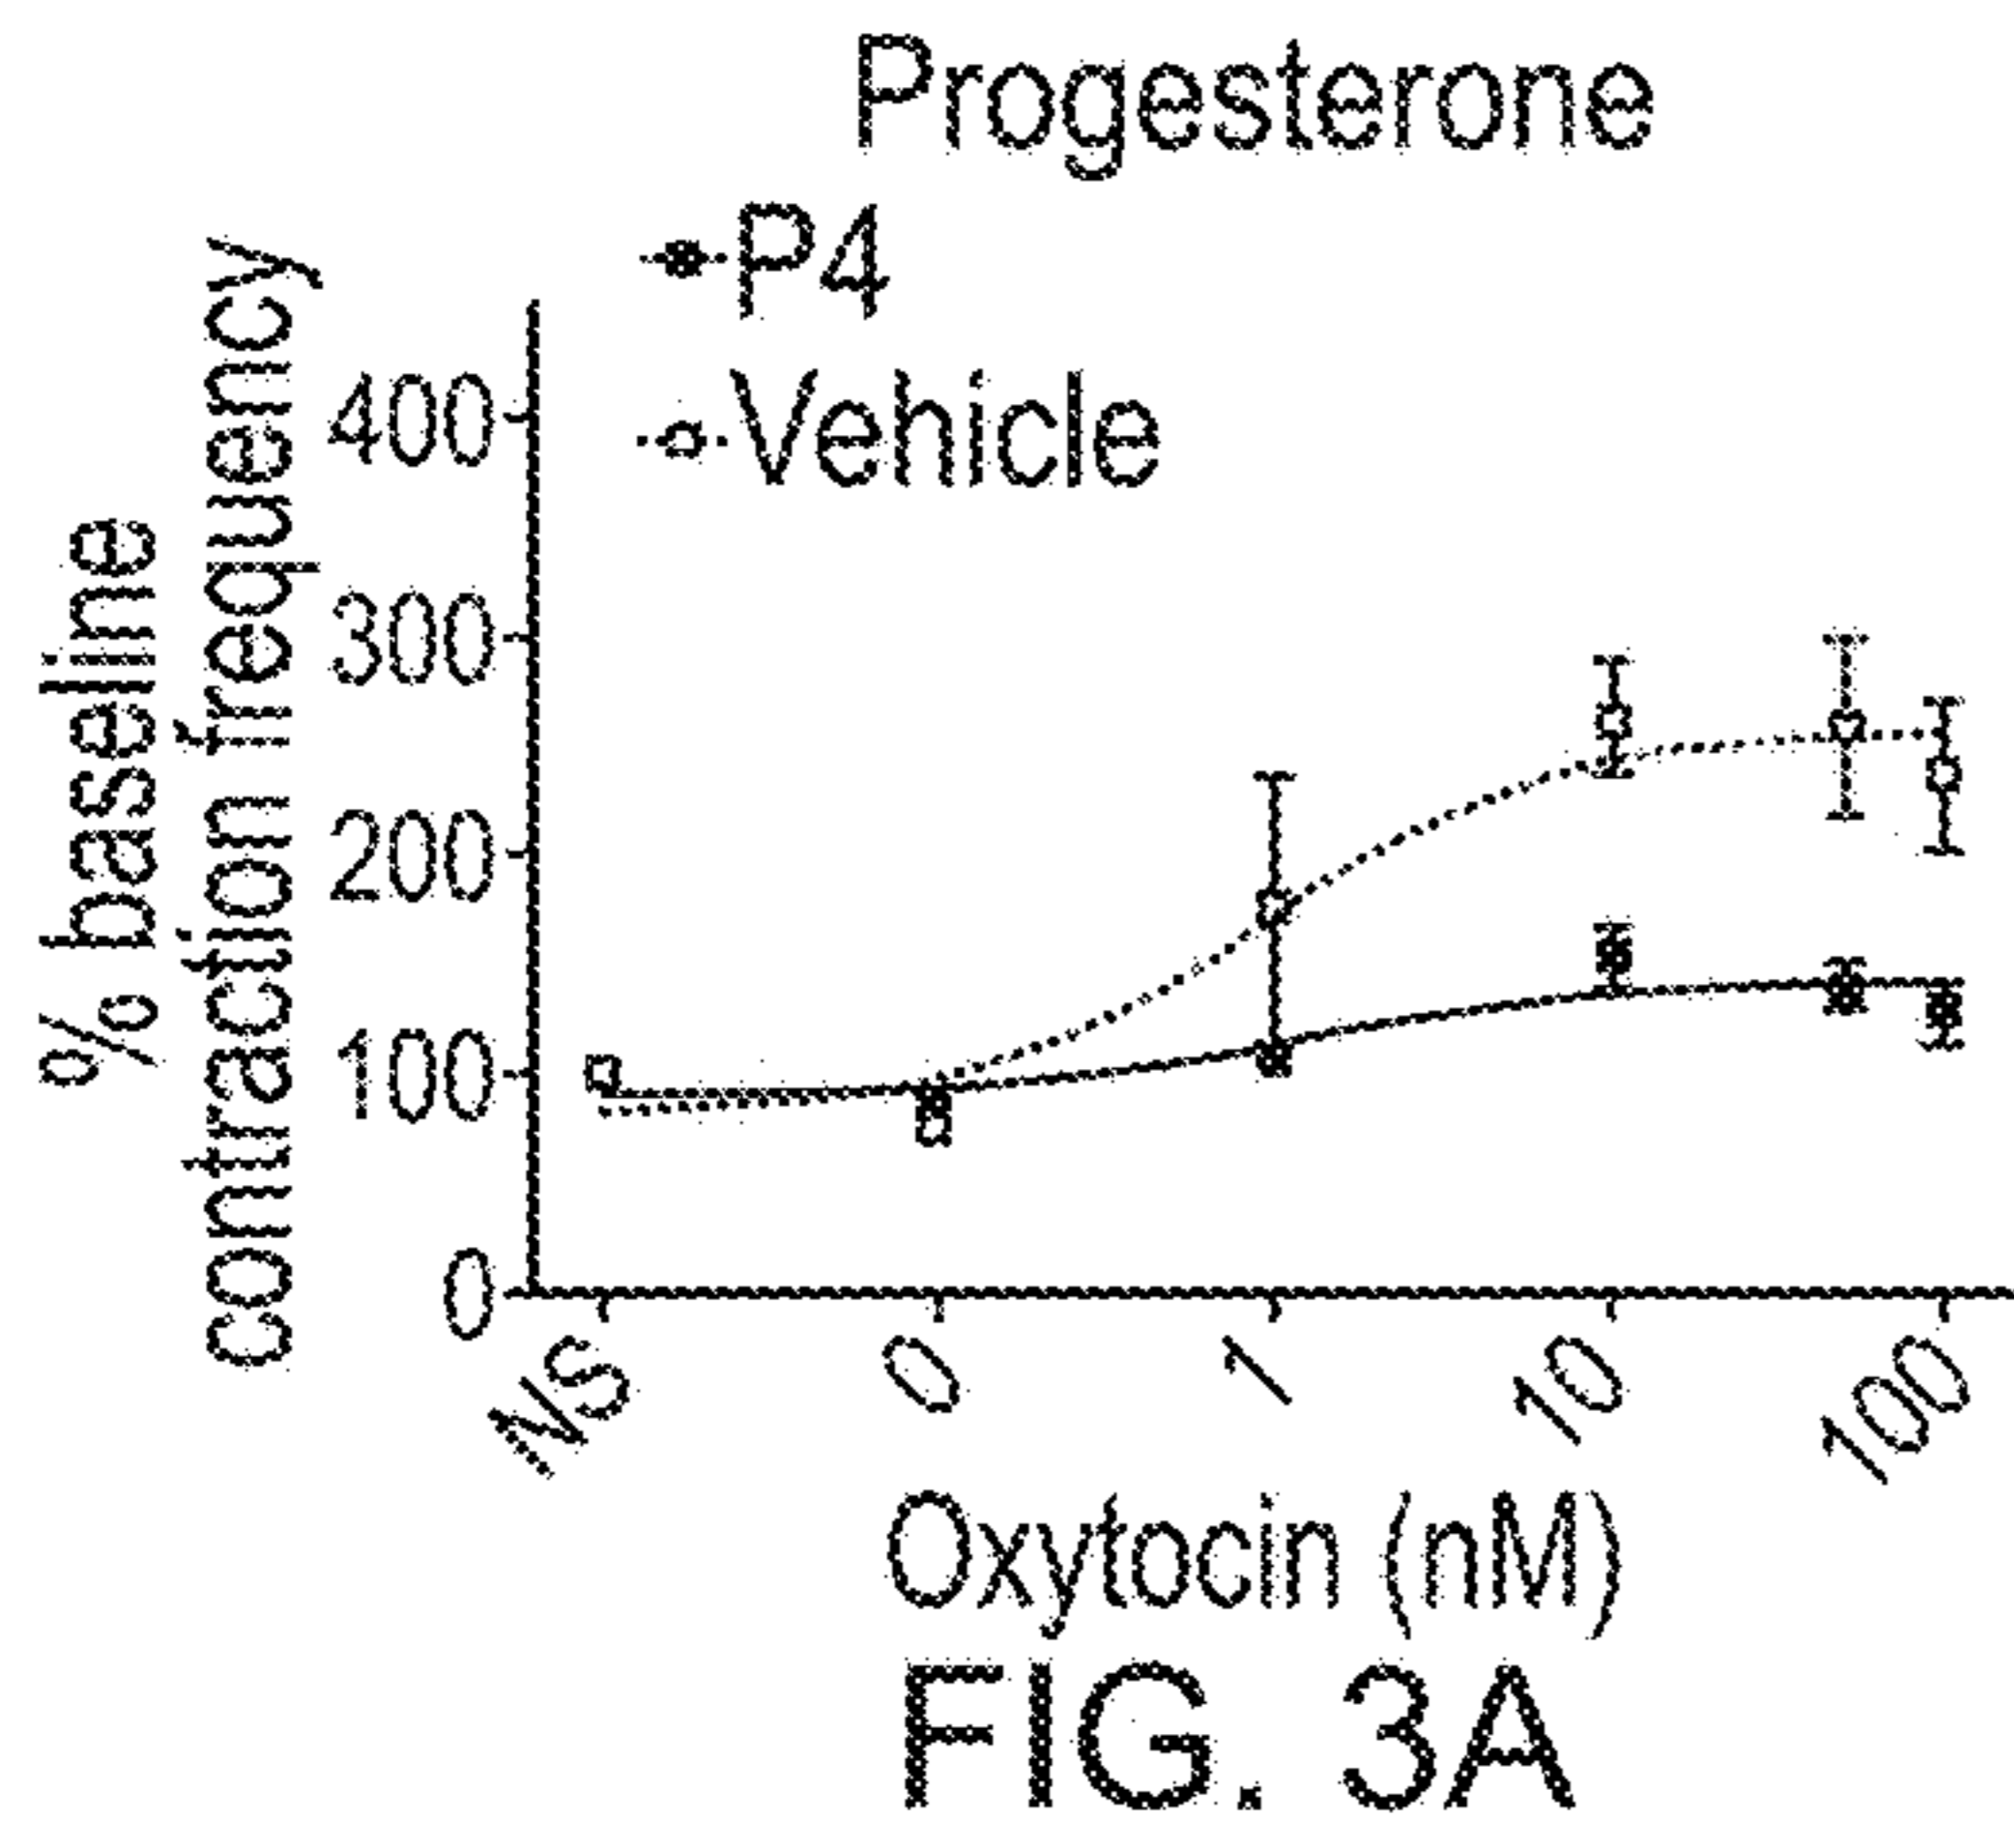 Progesterone
P4
Vehicle
% baseline
contraction frequency
400
300
200
100
0
NS
0
1
10
100
Oxytocin (nM)
FIG. 3A